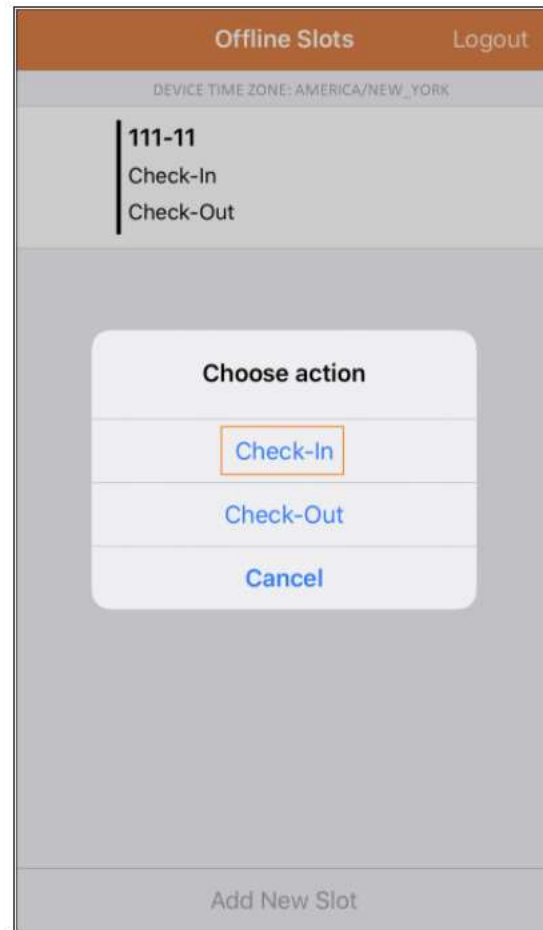 Offline Slots Logout
DEVICE TIME ZONE: AMERICA/NEW_YORK
111-11
Check-In
Check-Out
Choose action
Check-In
Check-Out
Cancel
Add New Slot